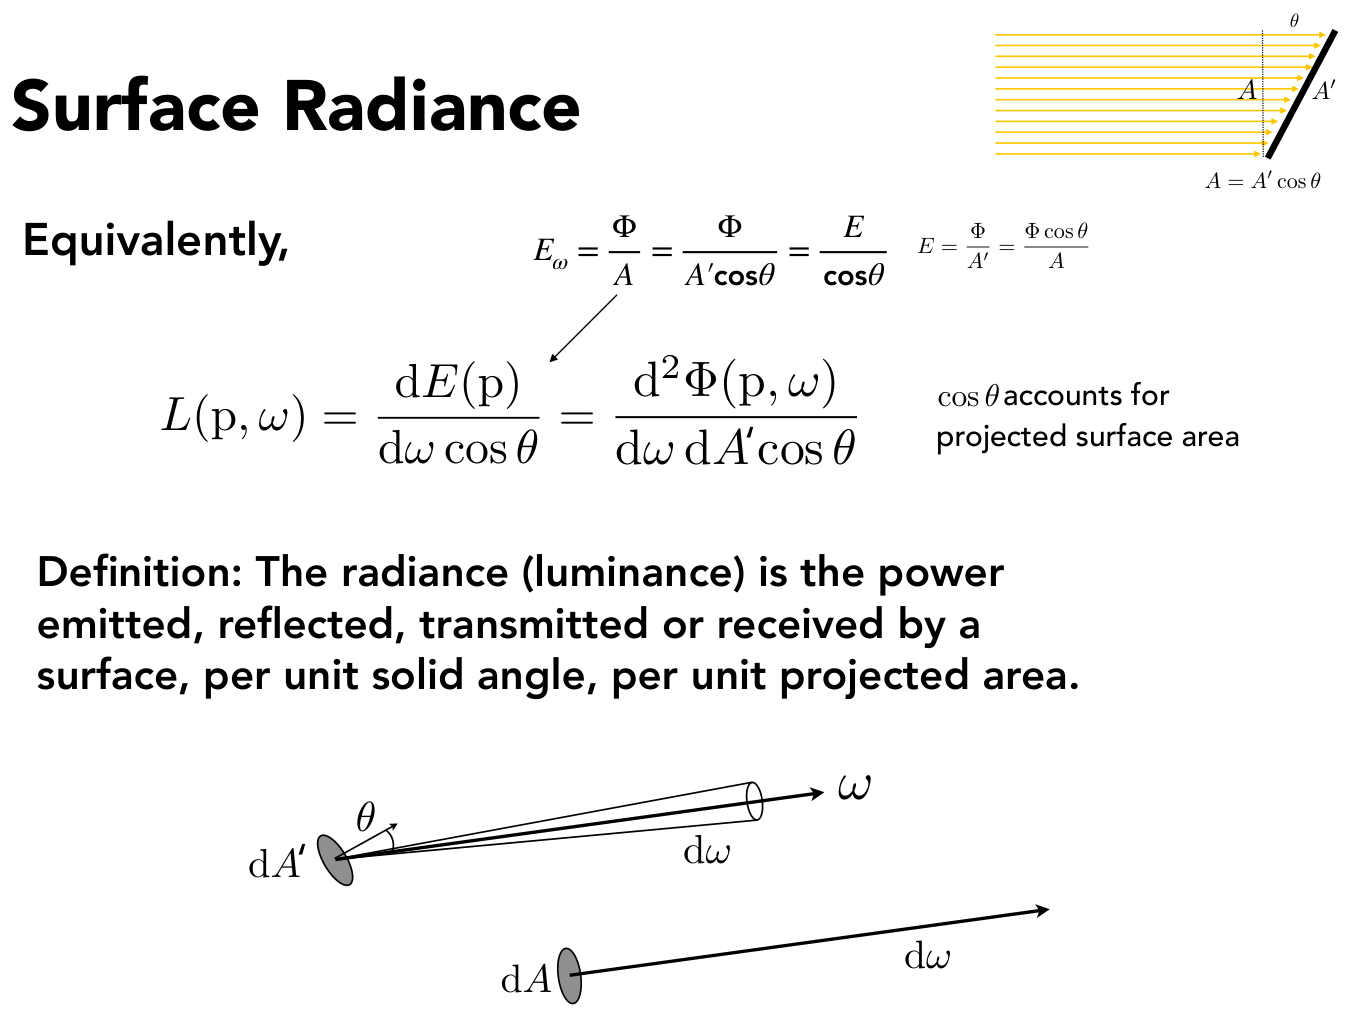 θ
Surface Radiance
A
A′
A = A′ cos θ
Equivalently,
E_ω = Φ/A = Φ/(A′cosθ) = E/cosθ
E = Φ/A′ = Φ cos θ/A
L(p, ω) = dE(p)/(dω cos θ) = d²Φ(p, ω)/(dω dA′cos θ)
cos θ accounts for
projected surface area
Definition: The radiance (luminance) is the power
emitted, reflected, transmitted or received by a
surface, per unit solid angle, per unit projected area.
ω
θ
dω
dA′
dω
dA